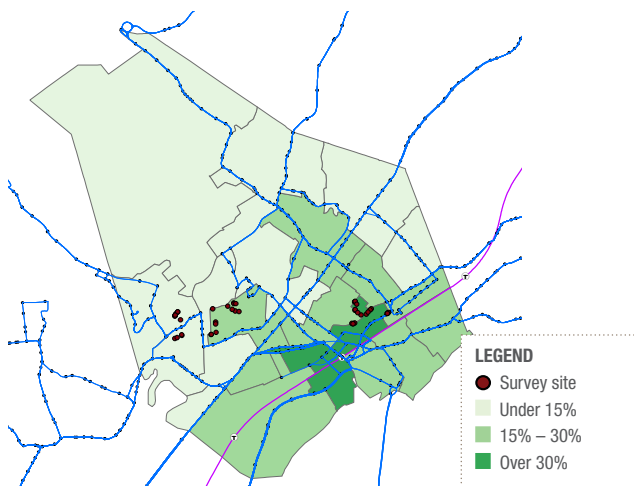 T
T
LEGEND
Survey site
Under 15%
15% – 30%
Over 30%